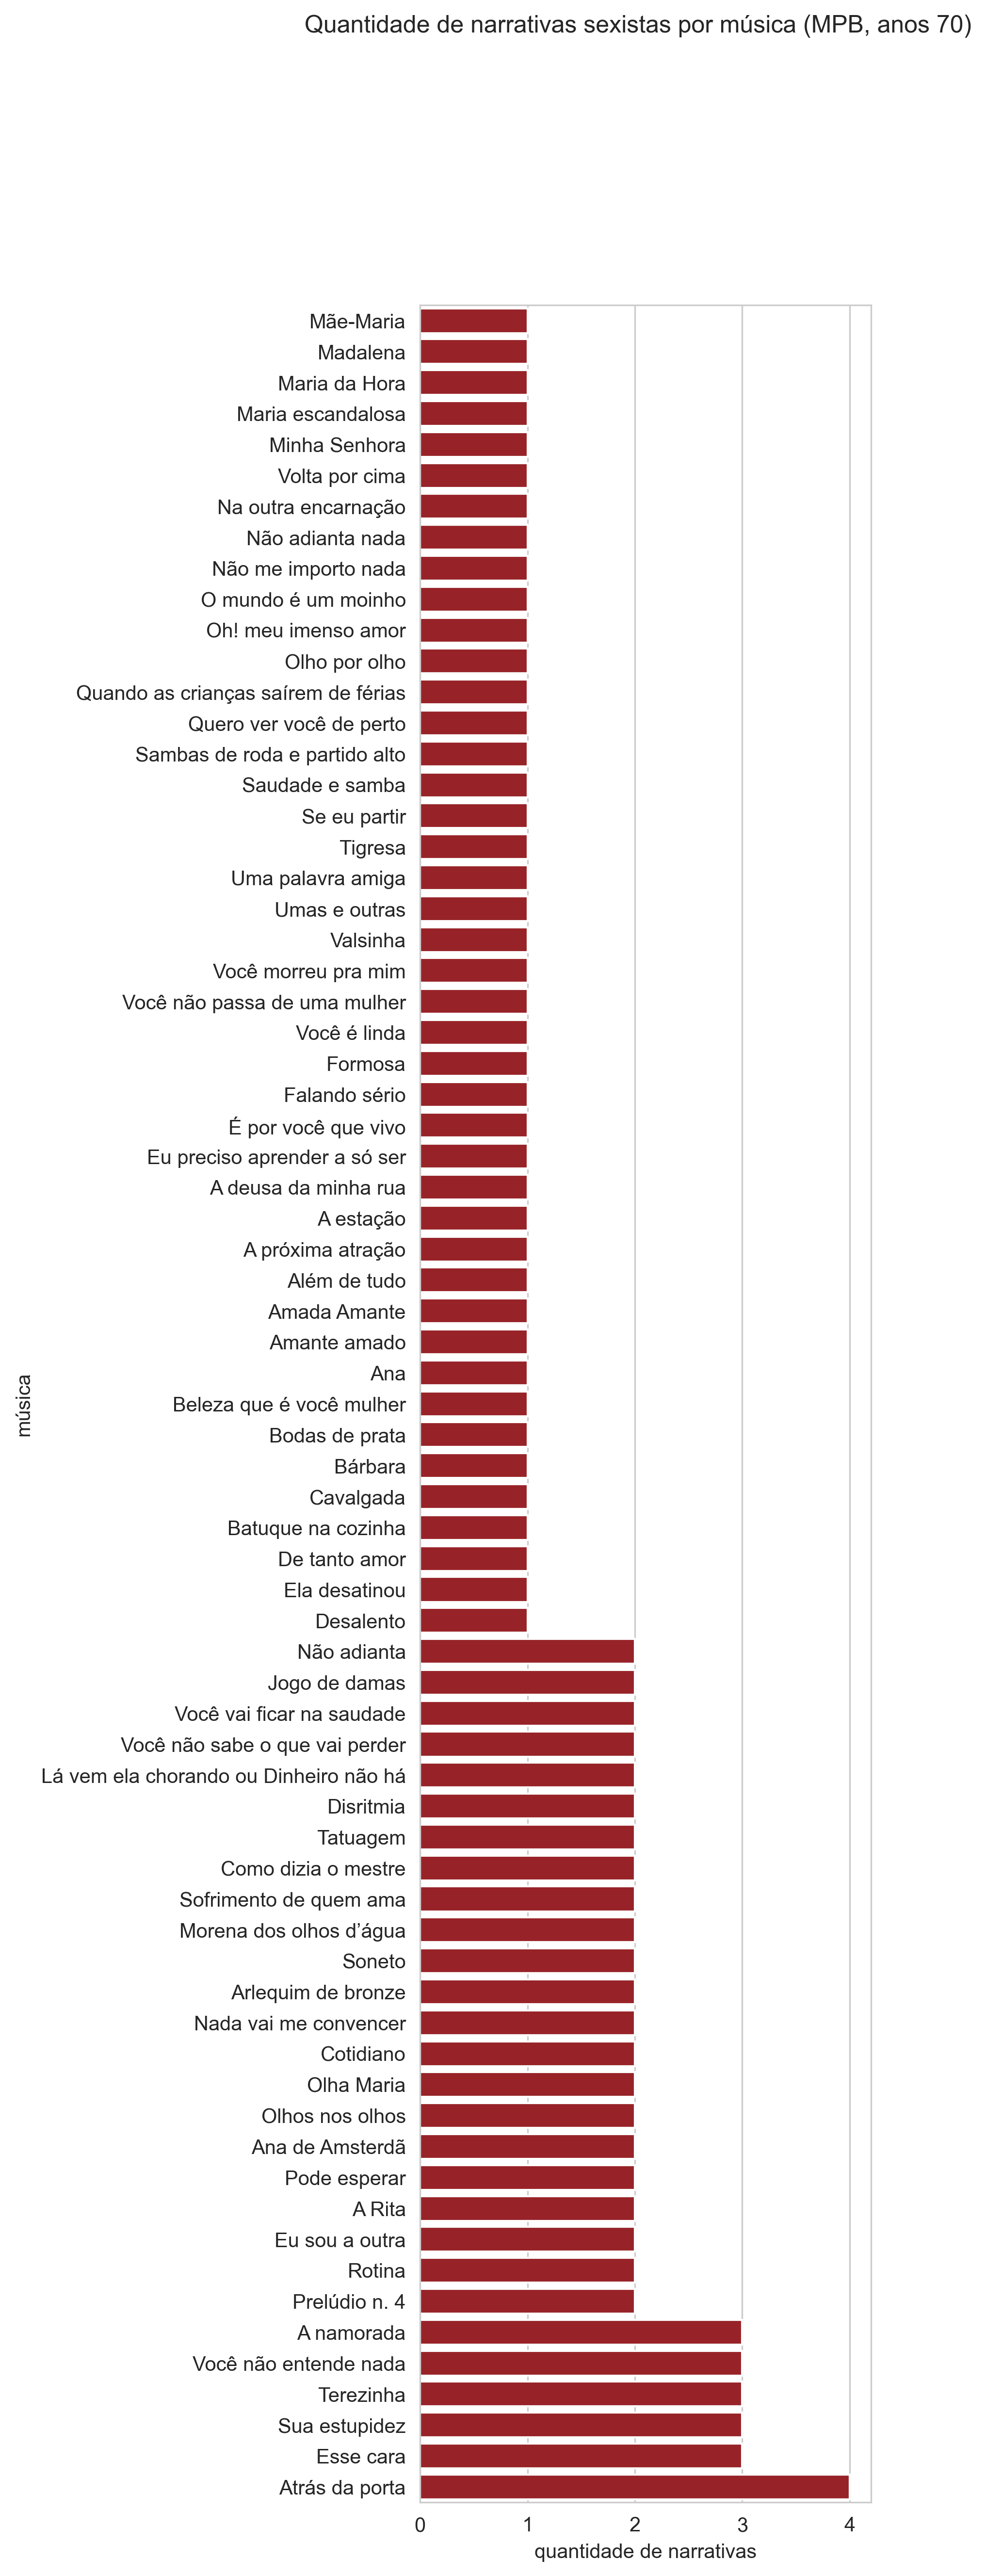 Quantidade de narrativas sexistas por música (MPB, anos 70)
Mãe-Maria
Madalena
Maria da Hora
Maria escandalosa
Minha Senhora
Volta por cima
Na outra encarnação
Não adianta nada
Não me importo nada
O mundo é um moinho
Oh! meu imenso amor
Olho por olho
Quando as crianças saírem de férias
Quero ver você de perto
Sambas de roda e partido alto
Saudade e samba
Se eu partir
Tigresa
Uma palavra amiga
Umas e outras
Valsinha
Você morreu pra mim
Você não passa de uma mulher
Você é linda
Formosa
Falando sério
É por você que vivo
Eu preciso aprender a só ser
A deusa da minha rua
A estação
A próxima atração
Além de tudo
Amada Amante
Amante amado
Ana
Beleza que é você mulher
Bodas de prata
Bárbara
Cavalgada
Batuque na cozinha
De tanto amor
Ela desatinou
Desalento
Não adianta
Jogo de damas
Você vai ficar na saudade
Você não sabe o que vai perder
Lá vem ela chorando ou Dinheiro não há
Disritmia
Tatuagem
Como dizia o mestre
Sofrimento de quem ama
Morena dos olhos d’água
Soneto
Arlequim de bronze
Nada vai me convencer
Cotidiano
Olha Maria
Olhos nos olhos
Ana de Amsterdã
Pode esperar
A Rita
Eu sou a outra
Rotina
Prelúdio n. 4
A namorada
Você não entende nada
Terezinha
Sua estupidez
Esse cara
Atrás da porta
música
0 1 2 3 4
quantidade de narrativas